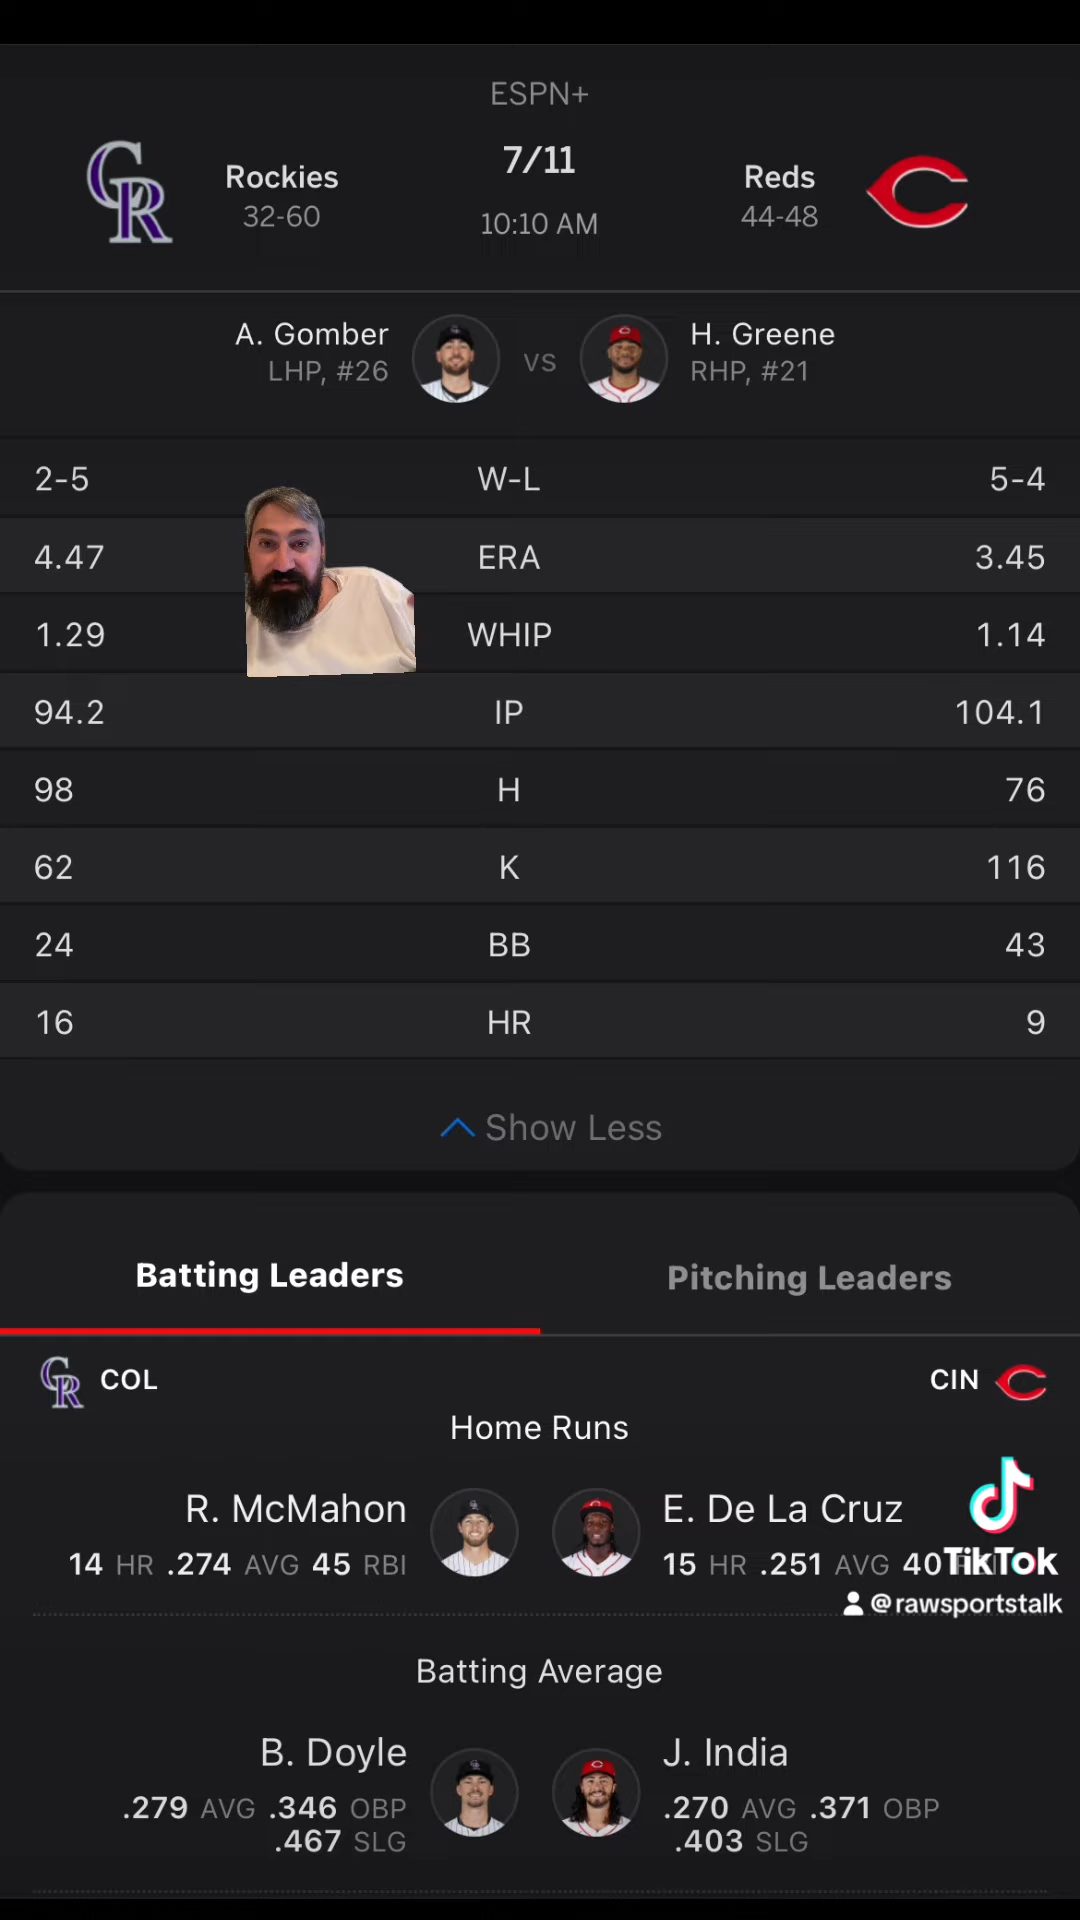 ESPN+
7/11
10:10 AM
Rockies
32-60
Reds
44-48
A. Gomber
LHP, #26
vs
H. Greene
RHP, #21
2-5 W-L 5-4
4.47 ERA 3.45
1.29 WHIP 1.14
94.2 IP 104.1
98 H 76
62 K 116
24 BB 43
16 HR 9
Show Less
Batting Leaders Pitching Leaders
COL CIN
Home Runs
R. McMahon E. De La Cruz
14 HR .274 AVG 45 RBI 15 HR .251 AVG 40
TikTok
@rawsportstalk
Batting Average
B. Doyle J. India
.279 AVG .346 OBP .270 AVG .371 OBP
.467 SLG .403 SLG